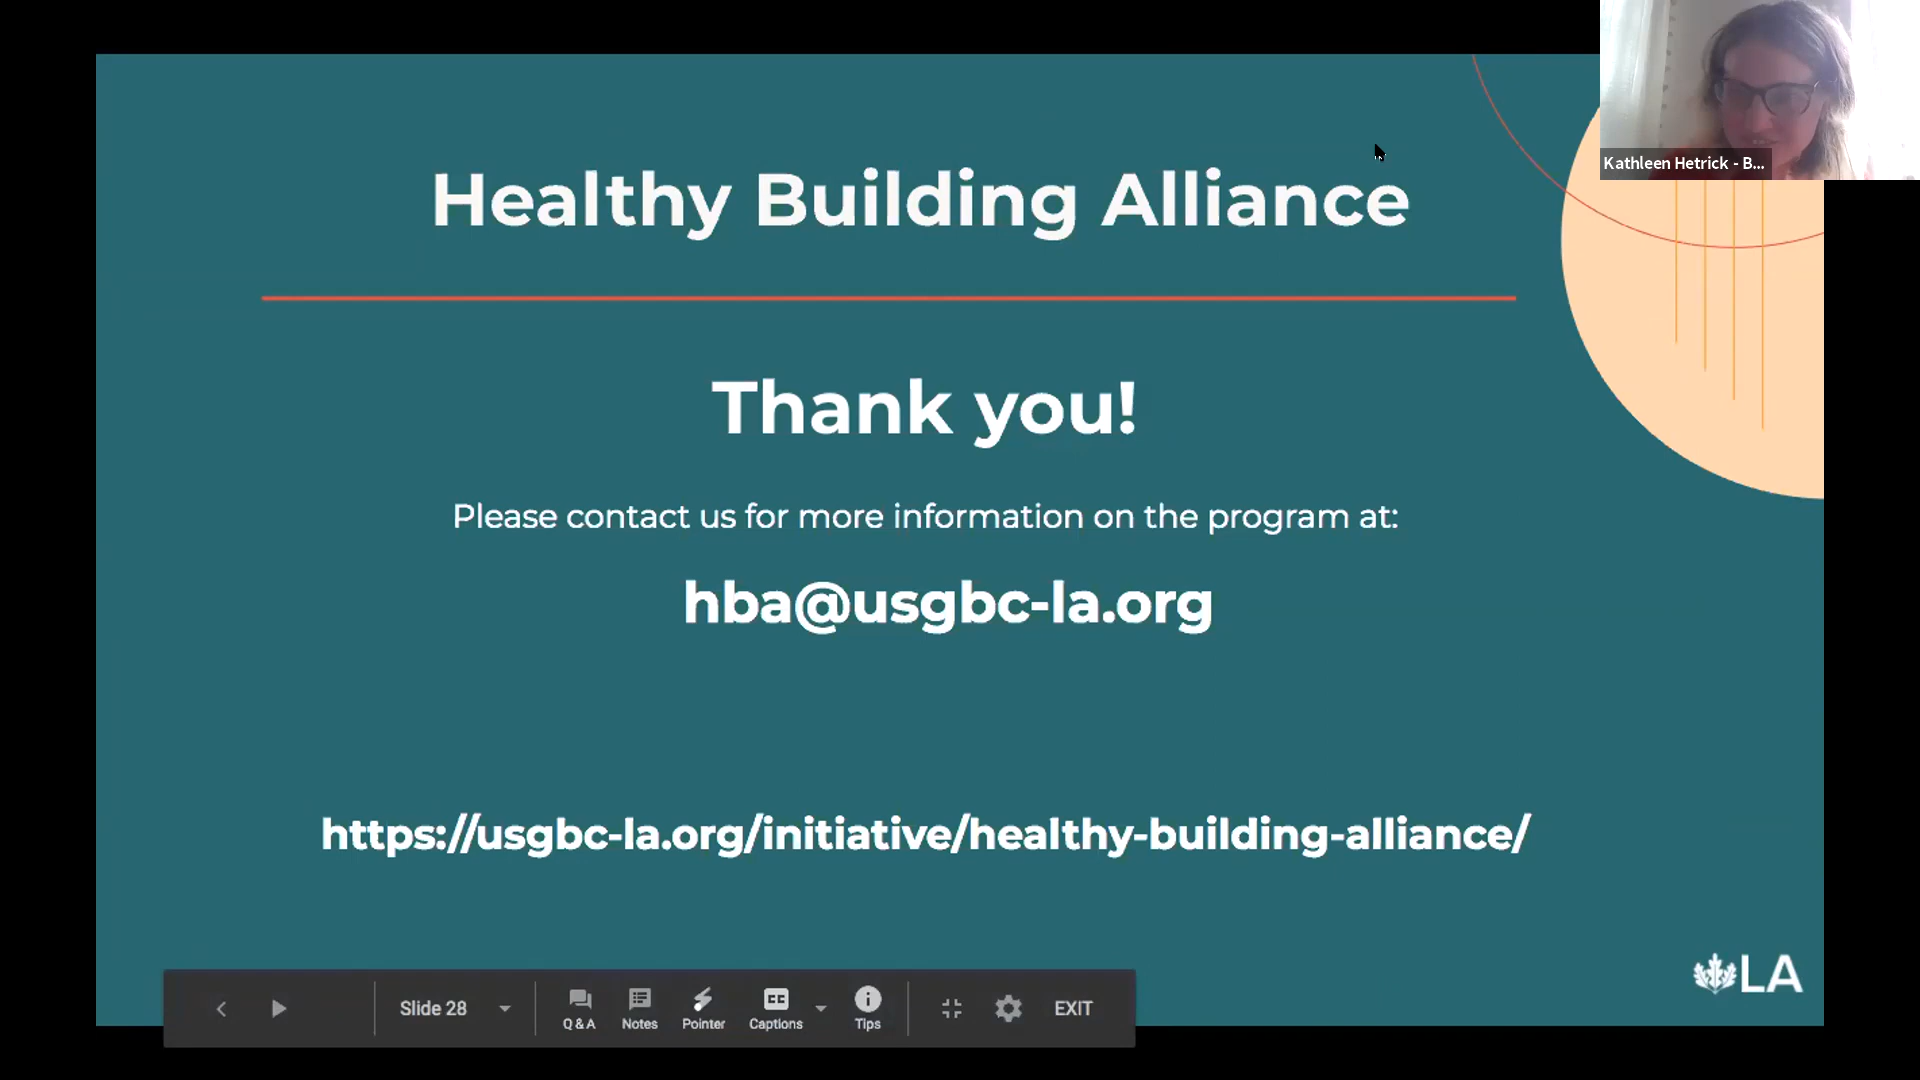 Kathleen Hetrick - B...
Healthy Building Alliance
Thank you!
Please contact us for more information on the program at:
hba@usgbc-la.org
https://usgbc-la.org/initiative/healthy-building-alliance/
LA
Slide 28
Q & A
Notes
Pointer
CC
Captions
Tips
EXIT